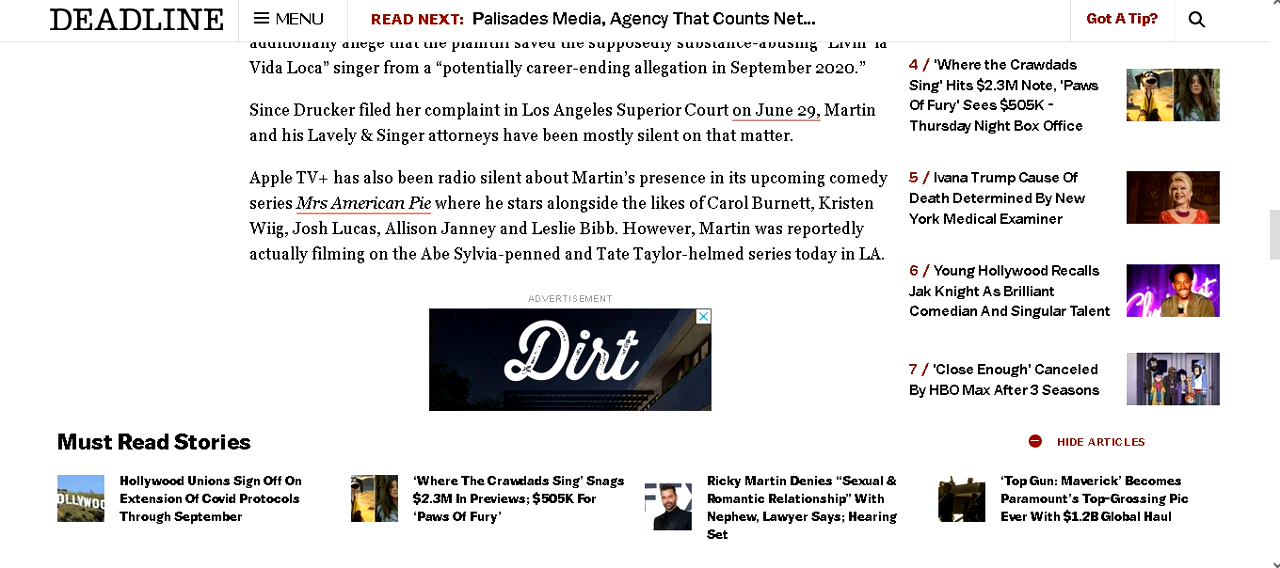 DEADLINE
MENU
READ NEXT: Palisades Media, Agency That Counts Net...
Got A Tip?
additionally allege that the plaintiff saved the supposedly substance-abusing “Livin’ la
Vida Loca” singer from a “potentially career-ending allegation in September 2020.”
Since Drucker filed her complaint in Los Angeles Superior Court on June 29, Martin
and his Lavely & Singer attorneys have been mostly silent on that matter.
Apple TV+ has also been radio silent about Martin’s presence in its upcoming comedy
series Mrs American Pie where he stars alongside the likes of Carol Burnett, Kristen
Wiig, Josh Lucas, Allison Janney and Leslie Bibb. However, Martin was reportedly
actually filming on the Abe Sylvia-penned and Tate Taylor-helmed series today in LA.
ADVERTISEMENT
Dirt
4 / 'Where the Crawdads
Sing' Hits $2.3M Note, 'Paws
Of Fury' Sees $505K -
Thursday Night Box Office
5 / Ivana Trump Cause Of
Death Determined By New
York Medical Examiner
6 / Young Hollywood Recalls
Jak Knight As Brilliant
Comedian And Singular Talent
7 / 'Close Enough' Canceled
By HBO Max After 3 Seasons
Must Read Stories
HIDE ARTICLES
Hollywood Unions Sign Off On
Extension Of Covid Protocols
Through September
‘Where The Crawdads Sing’ Snags
$2.3M In Previews; $505K For
‘Paws Of Fury’
Ricky Martin Denies “Sexual &
Romantic Relationship” With
Nephew, Lawyer Says; Hearing
Set
‘Top Gun: Maverick’ Becomes
Paramount’s Top-Grossing Pic
Ever With $1.2B Global Haul